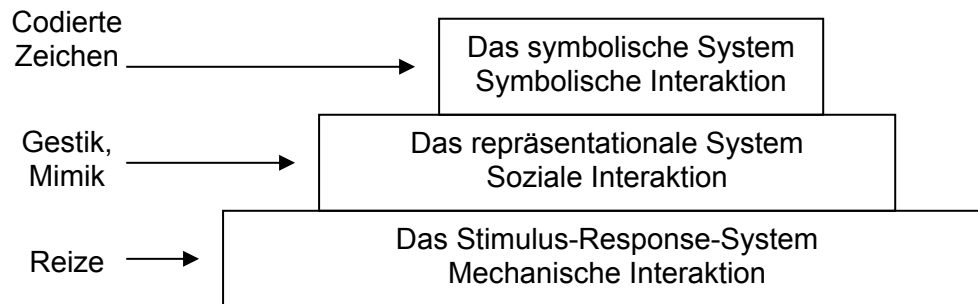 Codierte
Zeichen
Das symbolische System
Symbolische Interaktion
Gestik,
Mimik
Das repräsentationale System
Soziale Interaktion
Reize
Das Stimulus-Response-System
Mechanische Interaktion